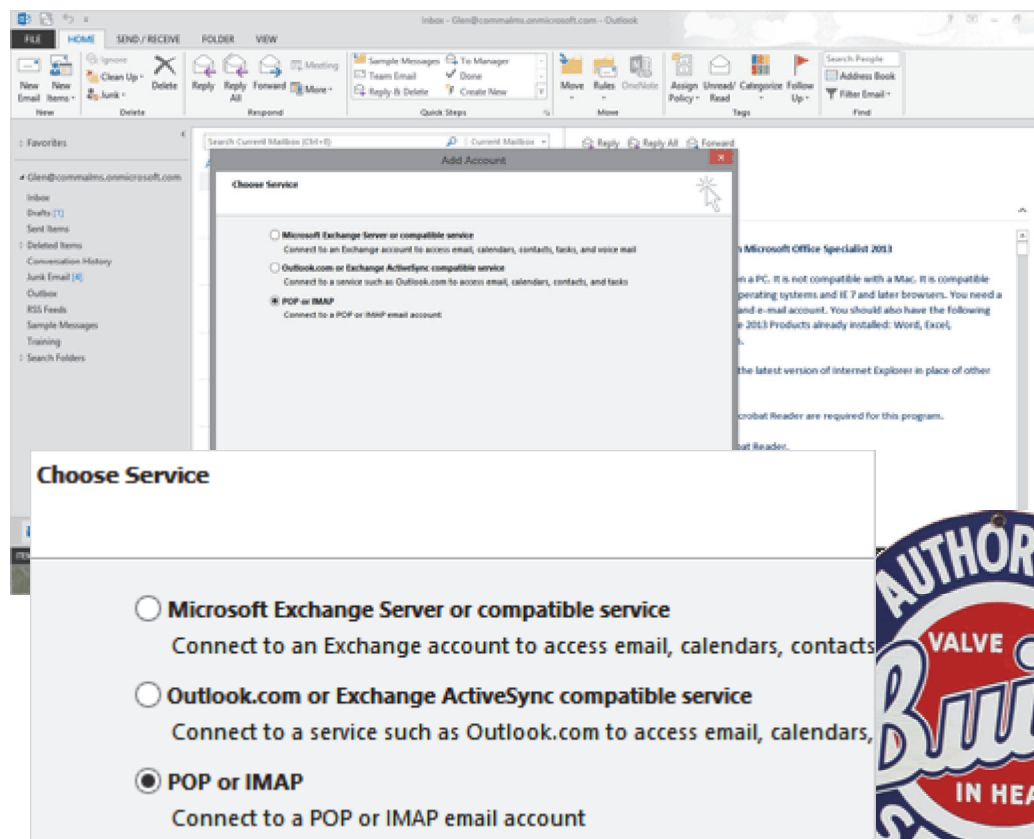 Inbox - Glen@commalms.onmicrosoft.com - Outlook
FILE HOME SEND / RECEIVE FOLDER VIEW
Ignore
Clean Up
Junk
Delete
New Email
New Items
Reply
Reply All
Forward
Meeting
More
Sample Messages
Team Email
Reply & Delete
To Manager
Done
Create New
Move
Rules
OneNote
Assign Policy
Unread/ Read
Categorize
Follow Up
Search People
Address Book
Filter Email
New Delete Respond Quick Steps Move Tags Find
Favorites
Glen@commalms.onmicrosoft.com
Inbox
Drafts [1]
Sent Items
Deleted Items
Conversation History
Junk Email [4]
Outbox
RSS Feeds
Sample Messages
Training
Search Folders
Search Current Mailbox (Ctrl+E) Current Mailbox
Reply Reply All Forward
Add Account
Choose Service
Microsoft Exchange Server or compatible service
Connect to an Exchange account to access email, calendars, contacts, tasks, and voice mail
Outlook.com or Exchange ActiveSync compatible service
Connect to a service such as Outlook.com to access email, calendars, contacts, and tasks
POP or IMAP
Connect to a POP or IMAP email account
Microsoft Office Specialist 2013
on a PC. It is not compatible with a Mac. It is compatible
perating systems and IE 7 and later browsers. You need a
and e-mail account. You should also have the following
2013 Products already installed: Word, Excel,
the latest version of Internet Explorer in place of other
crobat Reader are required for this program.
bat Reader.
Choose Service
Microsoft Exchange Server or compatible service
Connect to an Exchange account to access email, calendars, contacts
Outlook.com or Exchange ActiveSync compatible service
Connect to a service such as Outlook.com to access email, calendars,
POP or IMAP
Connect to a POP or IMAP email account
AUTHOR
VALVE
Bui
IN HEA